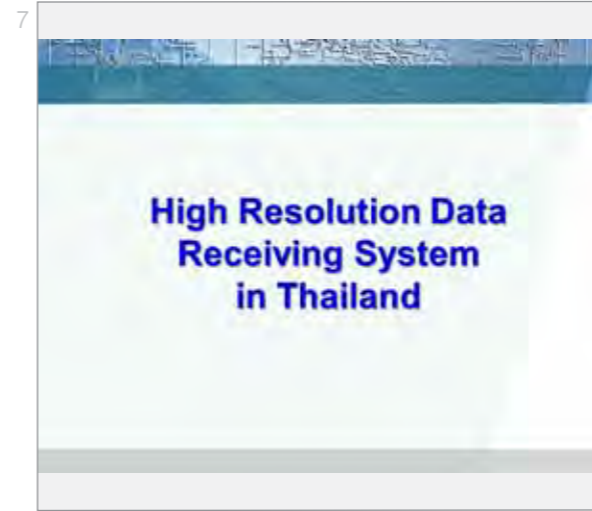 7
High Resolution Data
Receiving System
in Thailand